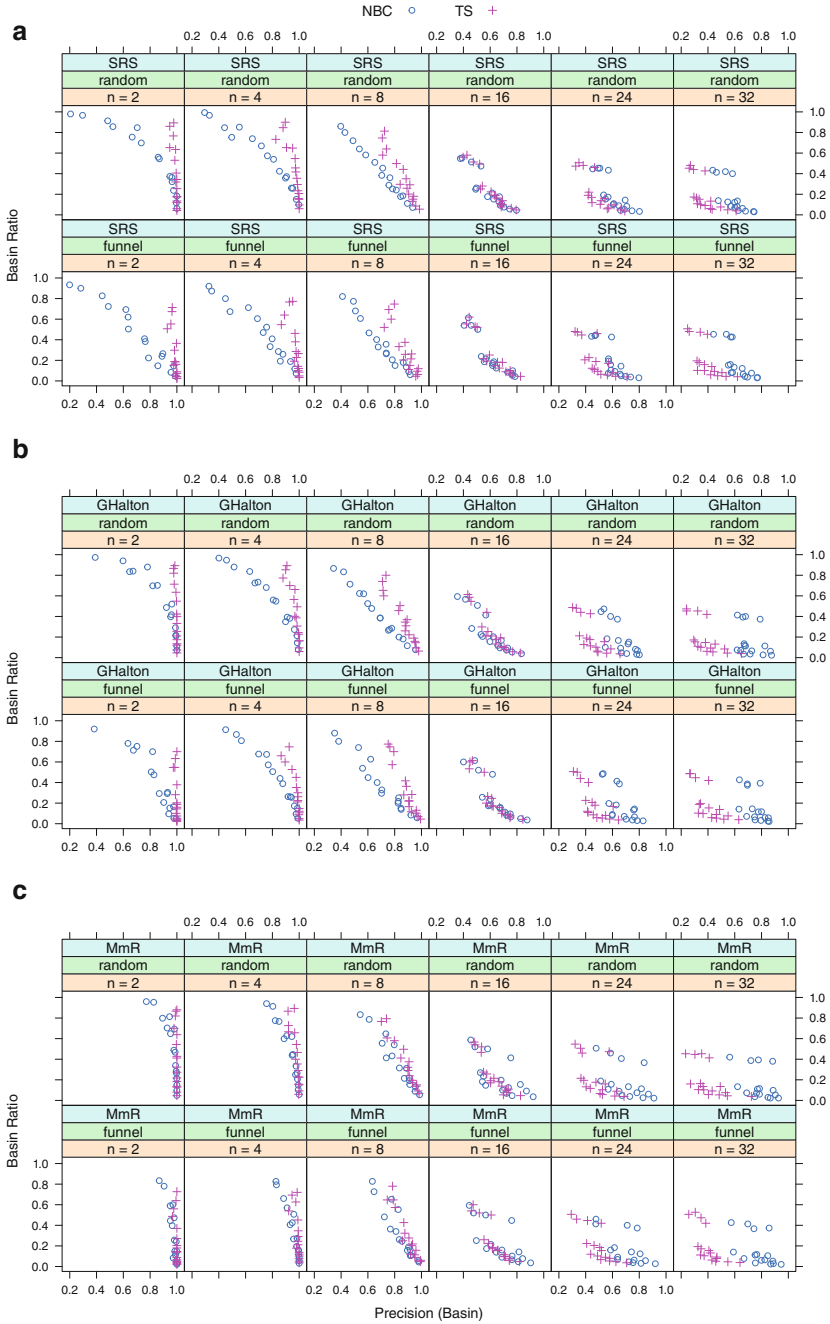 NBC TS
a
0.2 0.4 0.6 0.8 1.0 0.2 0.4 0.6 0.8 1.0 0.2 0.4 0.6 0.8 1.0
SRS SRS SRS SRS SRS SRS
random random random random random random
n = 2 n = 4 n = 8 n = 16 n = 24 n = 32
1.0
0.8
0.6
0.4
0.2
0.0
Basin Ratio
SRS SRS SRS SRS SRS SRS
funnel funnel funnel funnel funnel funnel
n = 2 n = 4 n = 8 n = 16 n = 24 n = 32
1.0
0.8
0.6
0.4
0.2
0.0
0.2 0.4 0.6 0.8 1.0 0.2 0.4 0.6 0.8 1.0 0.2 0.4 0.6 0.8 1.0
b
0.2 0.4 0.6 0.8 1.0 0.2 0.4 0.6 0.8 1.0 0.2 0.4 0.6 0.8 1.0
GHalton GHalton GHalton GHalton GHalton GHalton
random random random random random random
n = 2 n = 4 n = 8 n = 16 n = 24 n = 32
1.0
0.8
0.6
0.4
0.2
0.0
Basin Ratio
GHalton GHalton GHalton GHalton GHalton GHalton
funnel funnel funnel funnel funnel funnel
n = 2 n = 4 n = 8 n = 16 n = 24 n = 32
1.0
0.8
0.6
0.4
0.2
0.0
0.2 0.4 0.6 0.8 1.0 0.2 0.4 0.6 0.8 1.0 0.2 0.4 0.6 0.8 1.0
c
0.2 0.4 0.6 0.8 1.0 0.2 0.4 0.6 0.8 1.0 0.2 0.4 0.6 0.8 1.0
MmR MmR MmR MmR MmR MmR
random random random random random random
n = 2 n = 4 n = 8 n = 16 n = 24 n = 32
1.0
0.8
0.6
0.4
0.2
0.0
Basin Ratio
MmR MmR MmR MmR MmR MmR
funnel funnel funnel funnel funnel funnel
n = 2 n = 4 n = 8 n = 16 n = 24 n = 32
1.0
0.8
0.6
0.4
0.2
0.0
0.2 0.4 0.6 0.8 1.0 0.2 0.4 0.6 0.8 1.0 0.2 0.4 0.6 0.8 1.0
Precision (Basin)